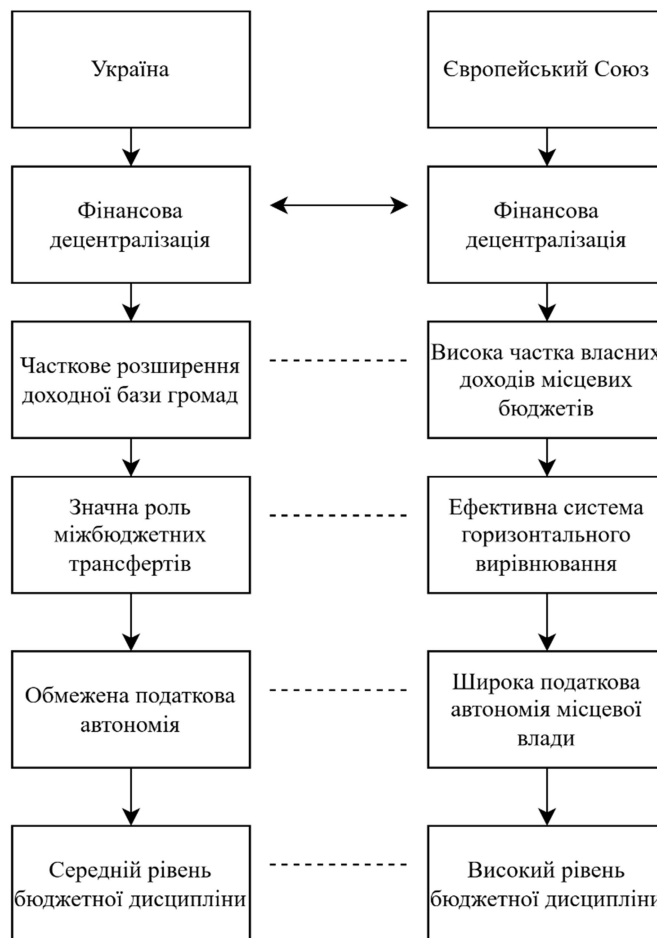 Україна
Європейський Союз
Фінансова
децентралізація
Фінансова
децентралізація
Часткове розширення
доходної бази громад
Висока частка власних
доходів місцевих
бюджетів
Значна роль
міжбюджетних
трансфертів
Ефективна система
горизонтального
вирівнювання
Обмежена податкова
автономія
Широка податкова
автономія місцевої
влади
Середній рівень
бюджетної дисципліни
Високий рівень
бюджетної дисципліни